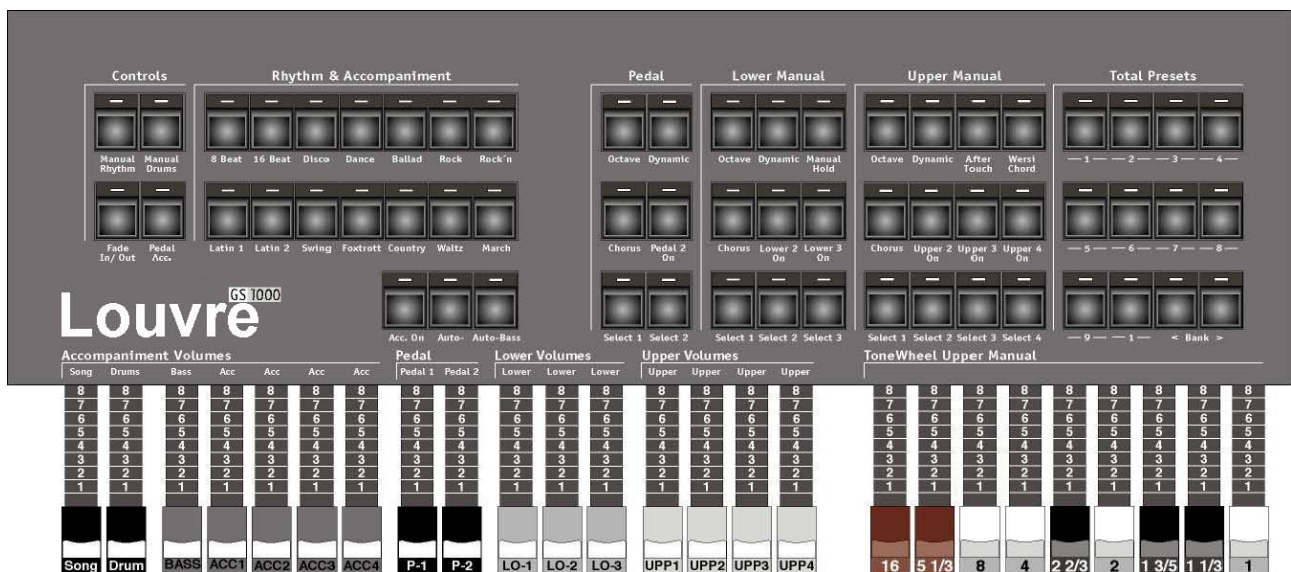 Controls Rhythm & Accompaniment Pedal Lower Manual Upper Manual Total Presets
Manual Rhythm Manual Drums 8 Beat 16 Beat Disco Dance Ballad Rock Rock´n Octave Dynamic Octave Dynamic Manual Hold Octave Dynamic After Touch Wersi Chord —1— —2— —3— —4—
Fade In/ Out Pedal Acc. Latin 1 Latin 2 Swing Foxtrott Country Waltz March Chorus Pedal 2 On Chorus Lower 2 On Lower 3 On Chorus Upper 2 On Upper 3 On Upper 4 On —5— —6— —7— —8—
Louvre GS 1000
Acc. On Auto- Auto-Bass Select 1 Select 2 Select 1 Select 2 Select 3 Select 1 Select 2 Select 3 Select 4 —9— —1— < Bank >
Accompaniment Volumes Pedal Lower Volumes Upper Volumes ToneWheel Upper Manual
Song Drums Bass Acc Acc Acc Acc Pedal 1 Pedal 2 Lower Lower Lower Upper Upper Upper Upper
8 8 8 8 8 8 8 8 8 8 8 8 8 8 8 8 8 8 8 8 8 8 8 8 8
7 7 7 7 7 7 7 7 7 7 7 7 7 7 7 7 7 7 7 7 7 7 7 7 7
6 6 6 6 6 6 6 6 6 6 6 6 6 6 6 6 6 6 6 6 6 6 6 6 6
5 5 5 5 5 5 5 5 5 5 5 5 5 5 5 5 5 5 5 5 5 5 5 5 5
4 4 4 4 4 4 4 4 4 4 4 4 4 4 4 4 4 4 4 4 4 4 4 4 4
3 3 3 3 3 3 3 3 3 3 3 3 3 3 3 3 3 3 3 3 3 3 3 3 3
2 2 2 2 2 2 2 2 2 2 2 2 2 2 2 2 2 2 2 2 2 2 2 2 2
1 1 1 1 1 1 1 1 1 1 1 1 1 1 1 1 1 1 1 1 1 1 1 1 1
Song Drum BASS ACC1 ACC2 ACC3 ACC4 P-1 P-2 LO-1 LO-2 LO-3 UPP1 UPP2 UPP3 UPP4 16 5 1/3 8 4 2 2/3 2 1 3/5 1 1/3 1